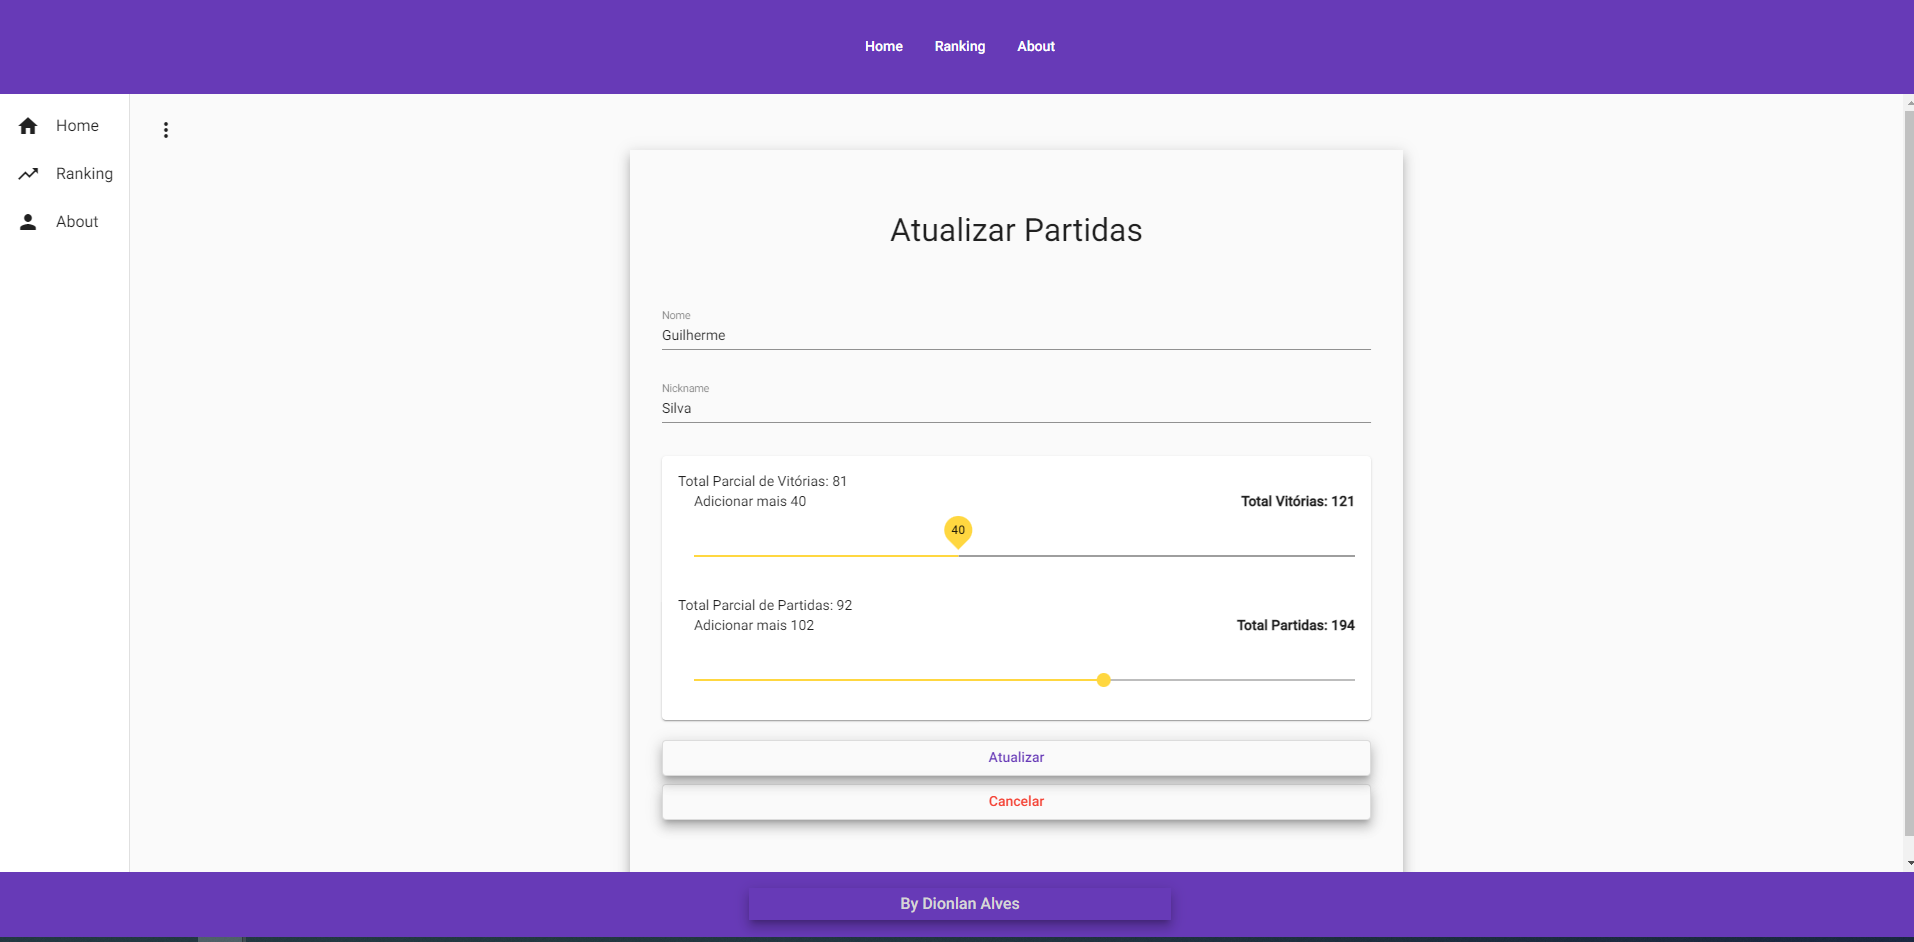 Home Ranking About
Home
Ranking
About
Atualizar Partidas
Nome
Guilherme
Nickname
Silva
Total Parcial de Vitórias: 81
Adicionar mais 40 Total Vitórias: 121
40
Total Parcial de Partidas: 92
Adicionar mais 102 Total Partidas: 194
Atualizar
Cancelar
By Dionlan Alves